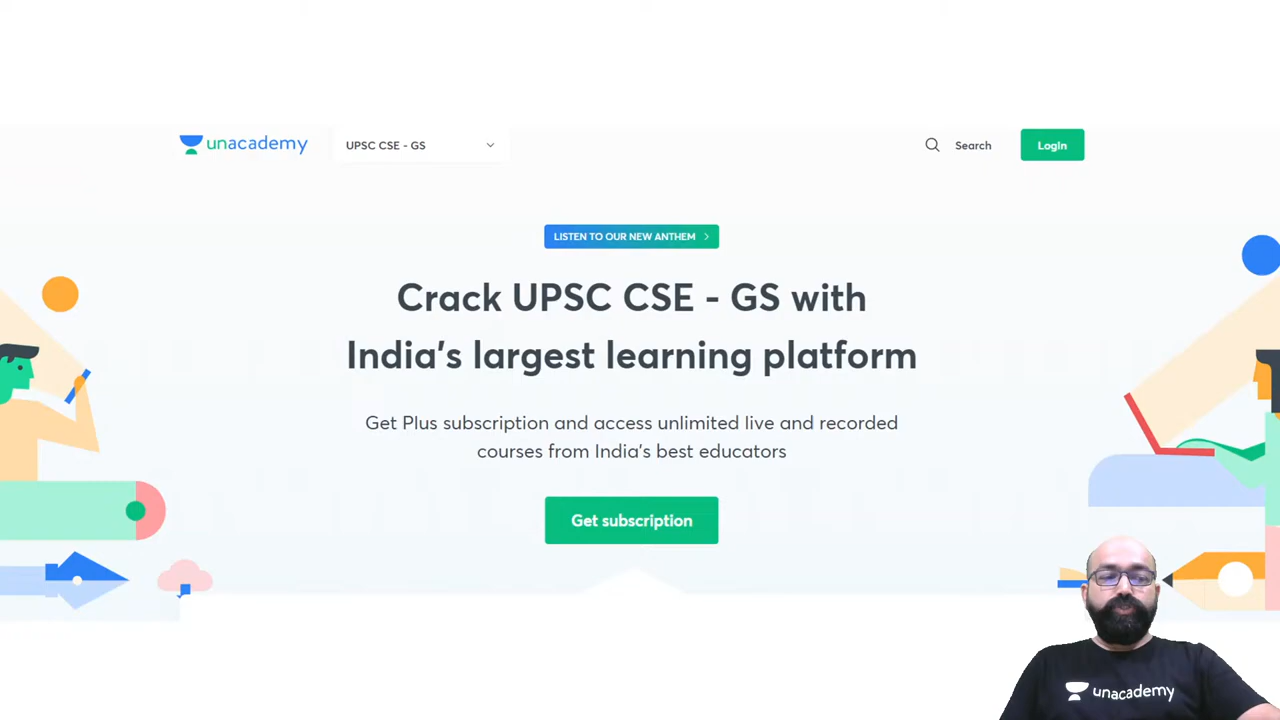 unacademy
UPSC CSE - GS
Search
Login
LISTEN TO OUR NEW ANTHEM
Crack UPSC CSE - GS with
India's largest learning platform
Get Plus subscription and access unlimited live and recorded
courses from India's best educators
Get subscription
unacademy